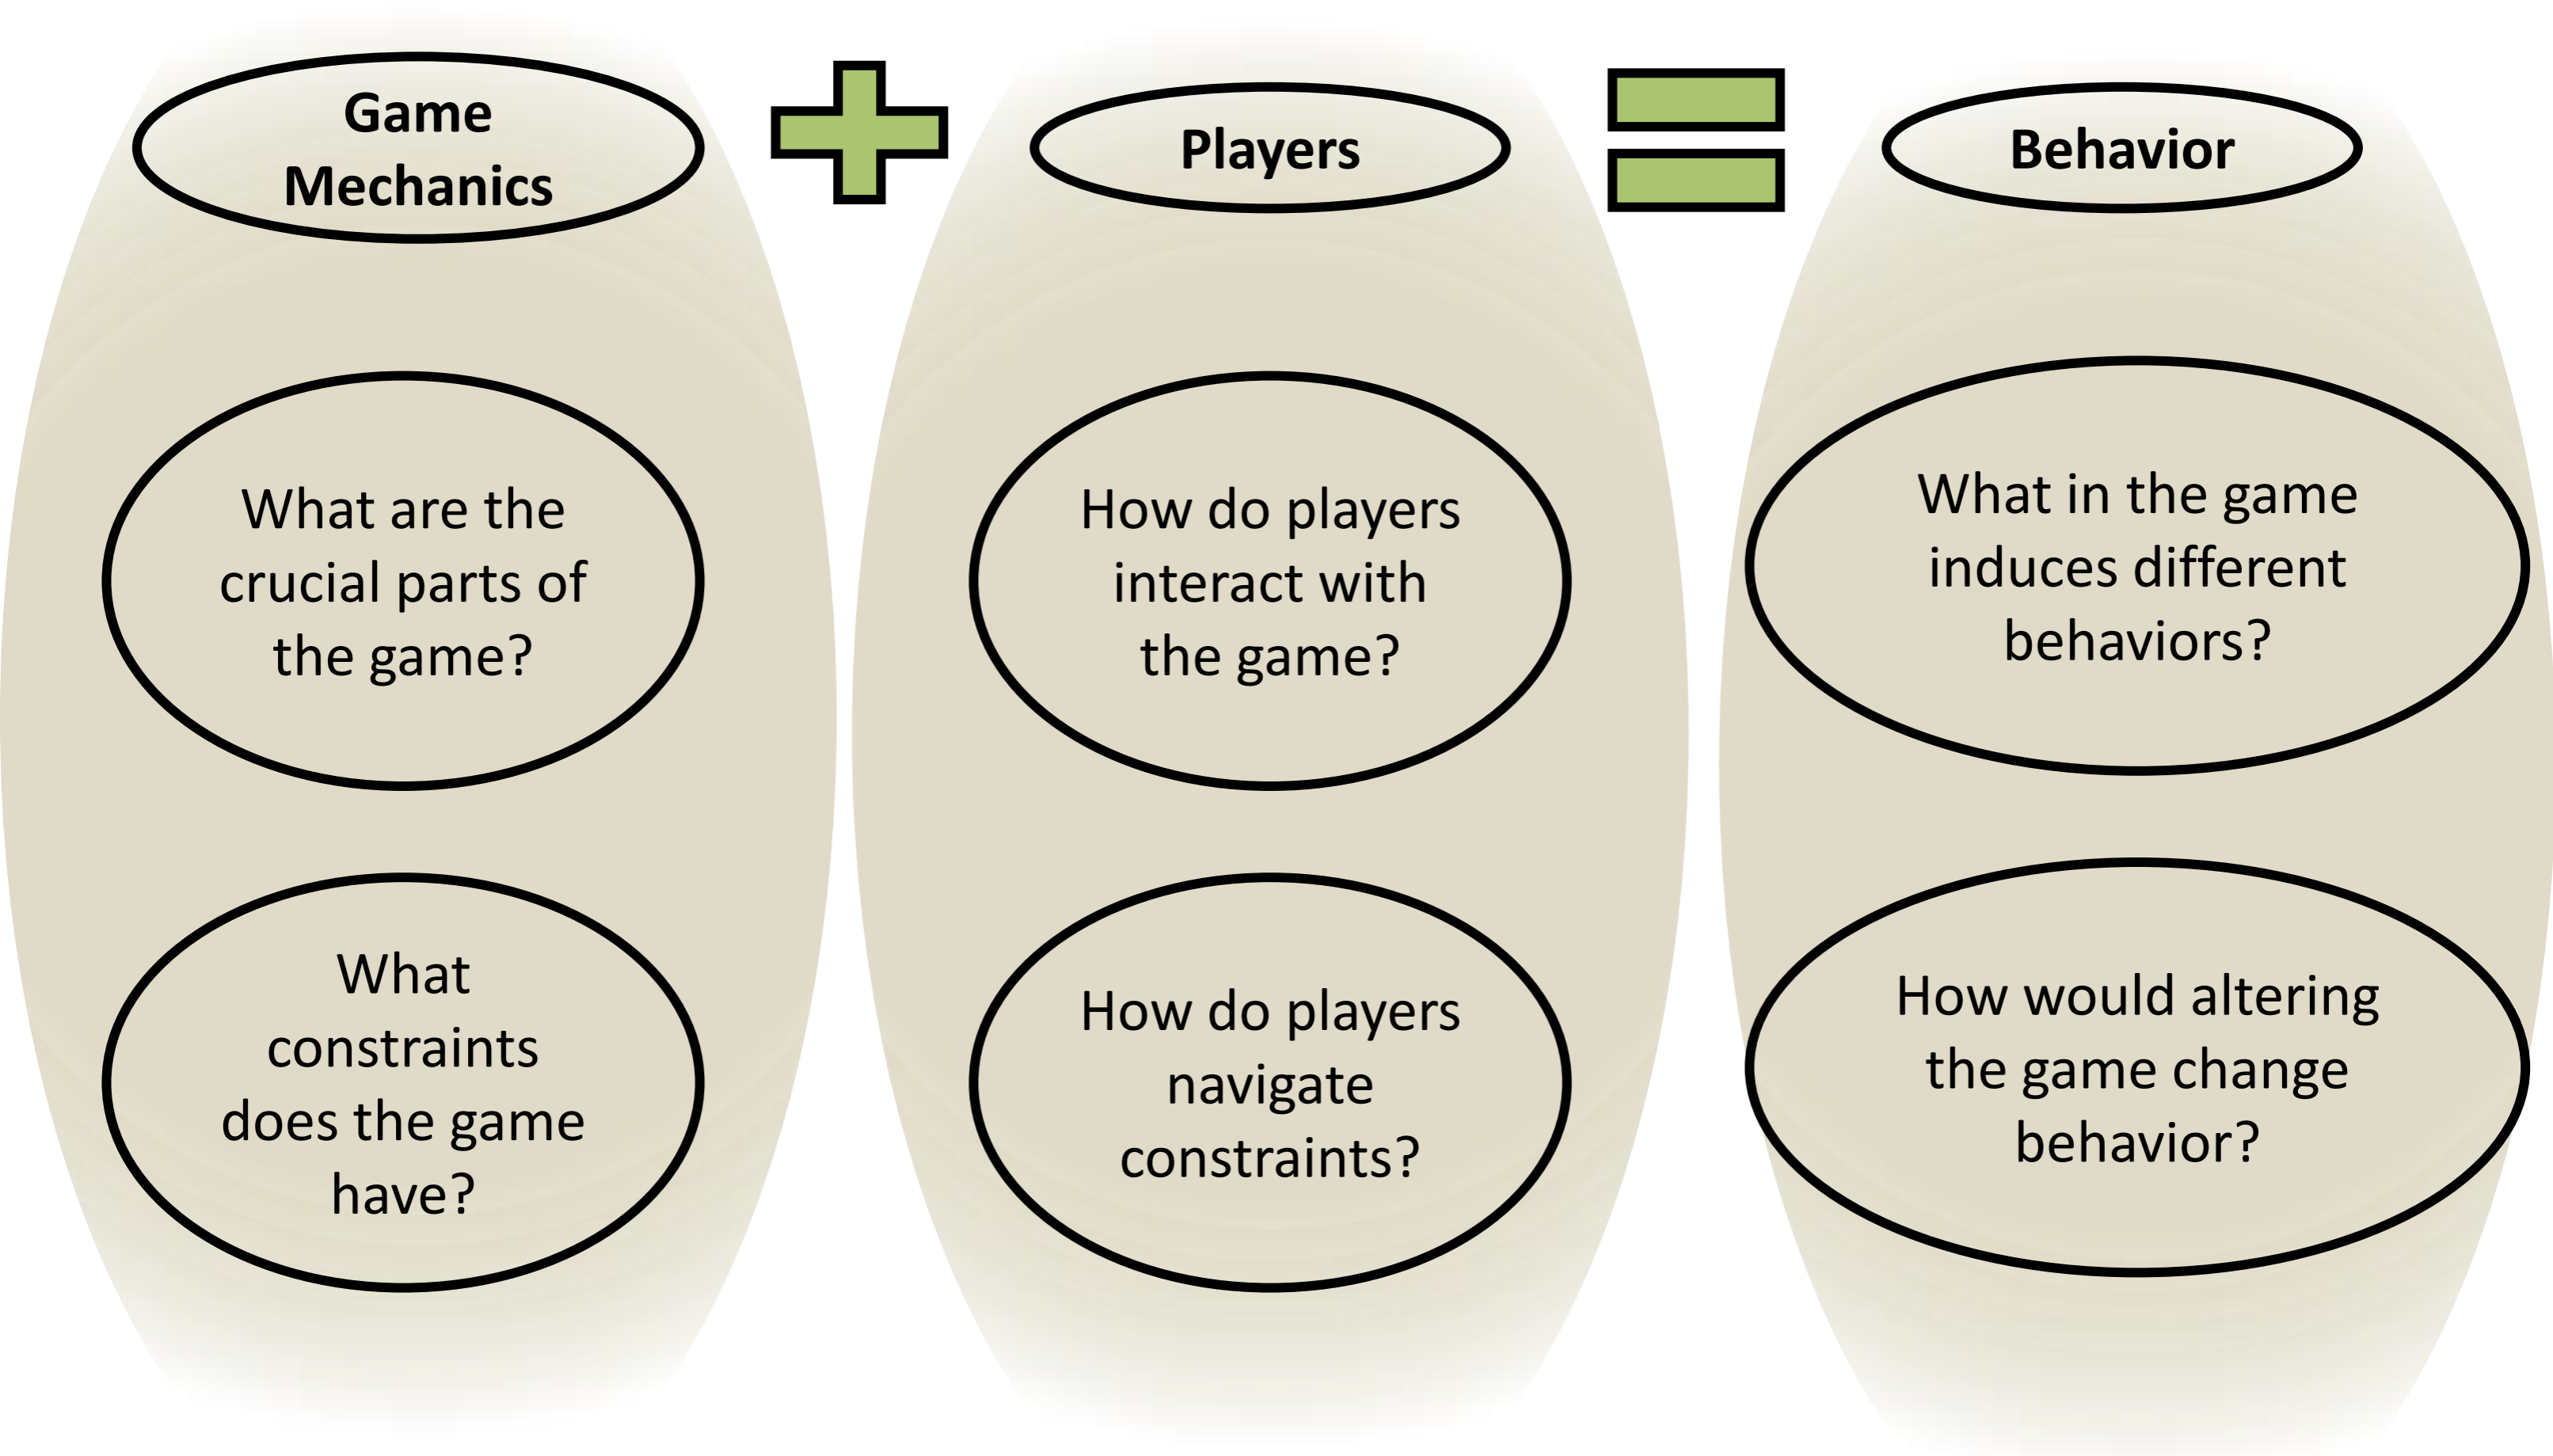 Game
Mechanics
Players
Behavior
What are the
crucial parts of
the game?
How do players
interact with
the game?
What in the game
induces different
behaviors?
What
constraints
does the game
have?
How do players
navigate
constraints?
How would altering
the game change
behavior?